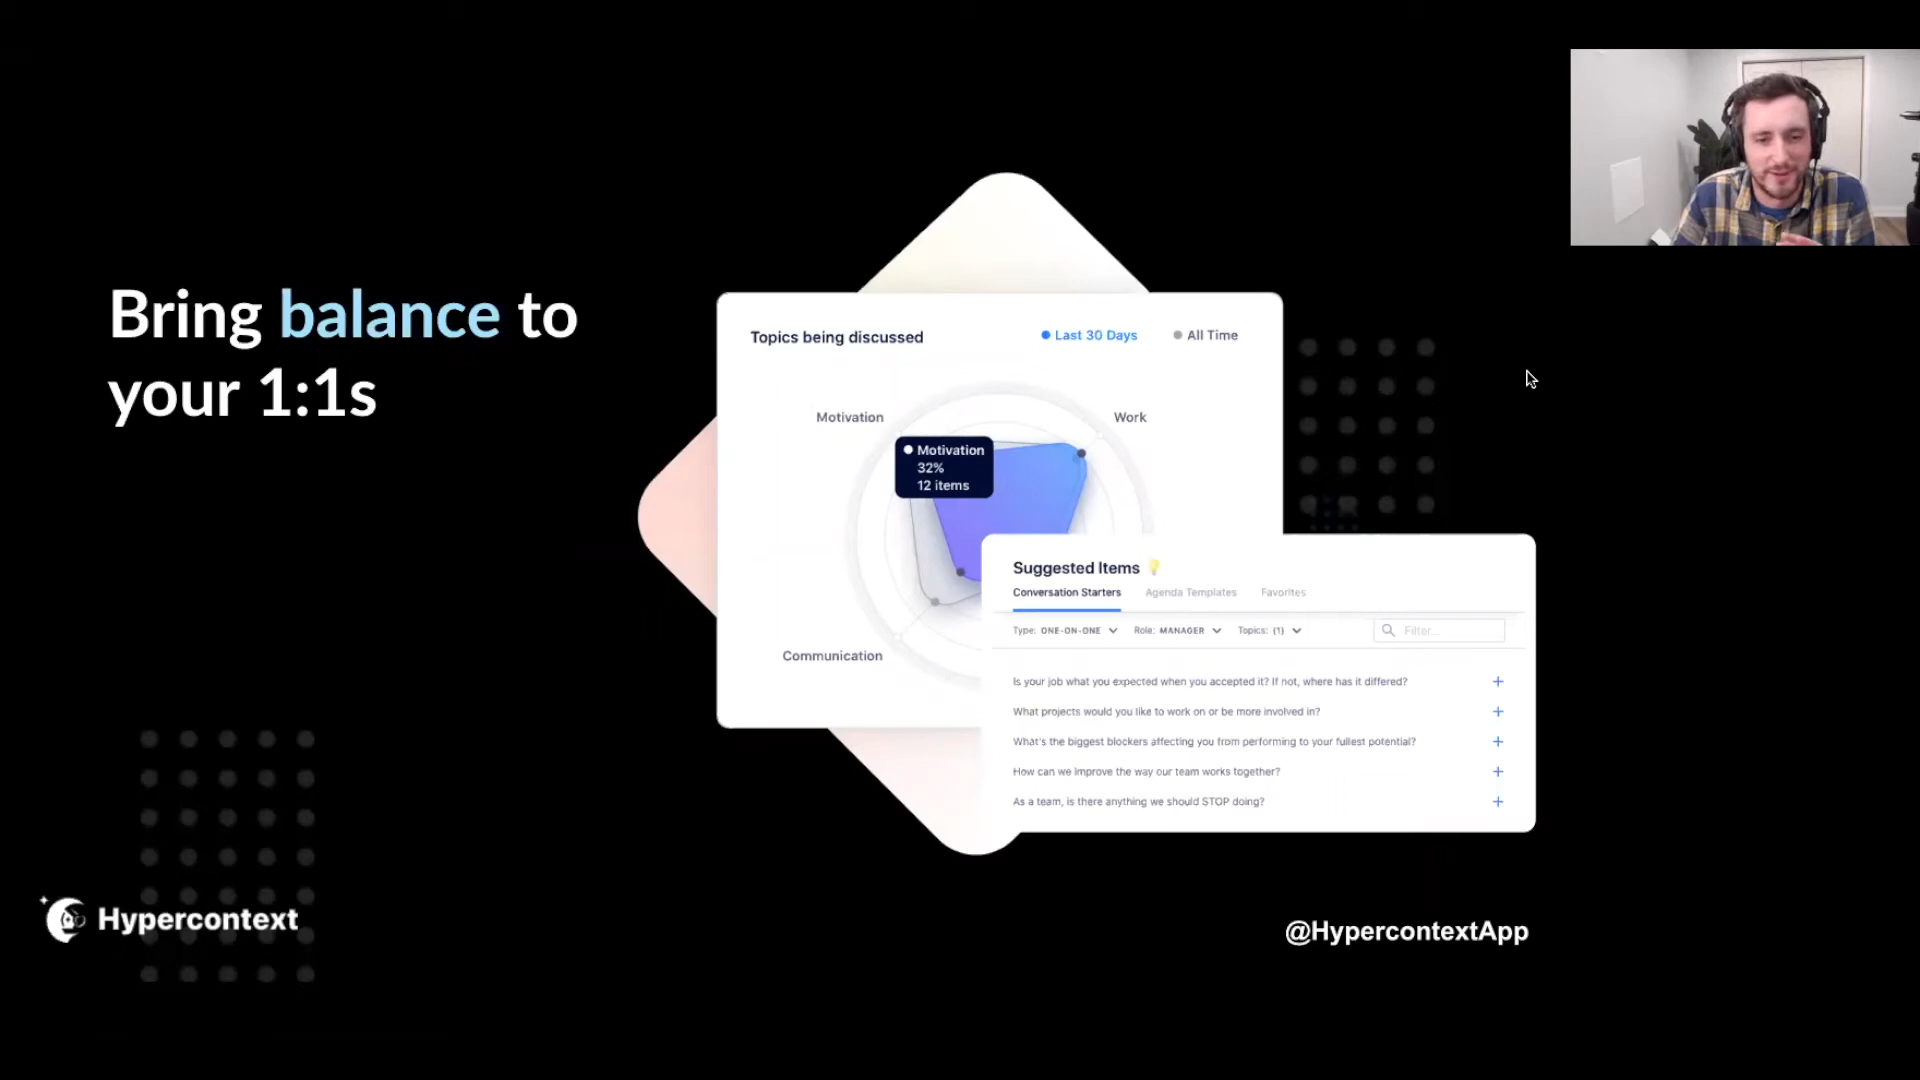 Bring balance to
your 1:1s
Topics being discussed
Last 30 Days
All Time
Motivation
Work
Motivation
32%
12 items
Communication
Suggested Items
Conversation Starters
Agenda Templates
Favorites
Type: ONE-ON-ONE
Role: MANAGER
Topics: (1)
Filter...
Is your job what you expected when you accepted it? If not, where has it differed?
What projects would you like to work on or be more involved in?
What's the biggest blockers affecting you from performing to your fullest potential?
How can we improve the way our team works together?
As a team, is there anything we should STOP doing?
Hypercontext
@HypercontextApp